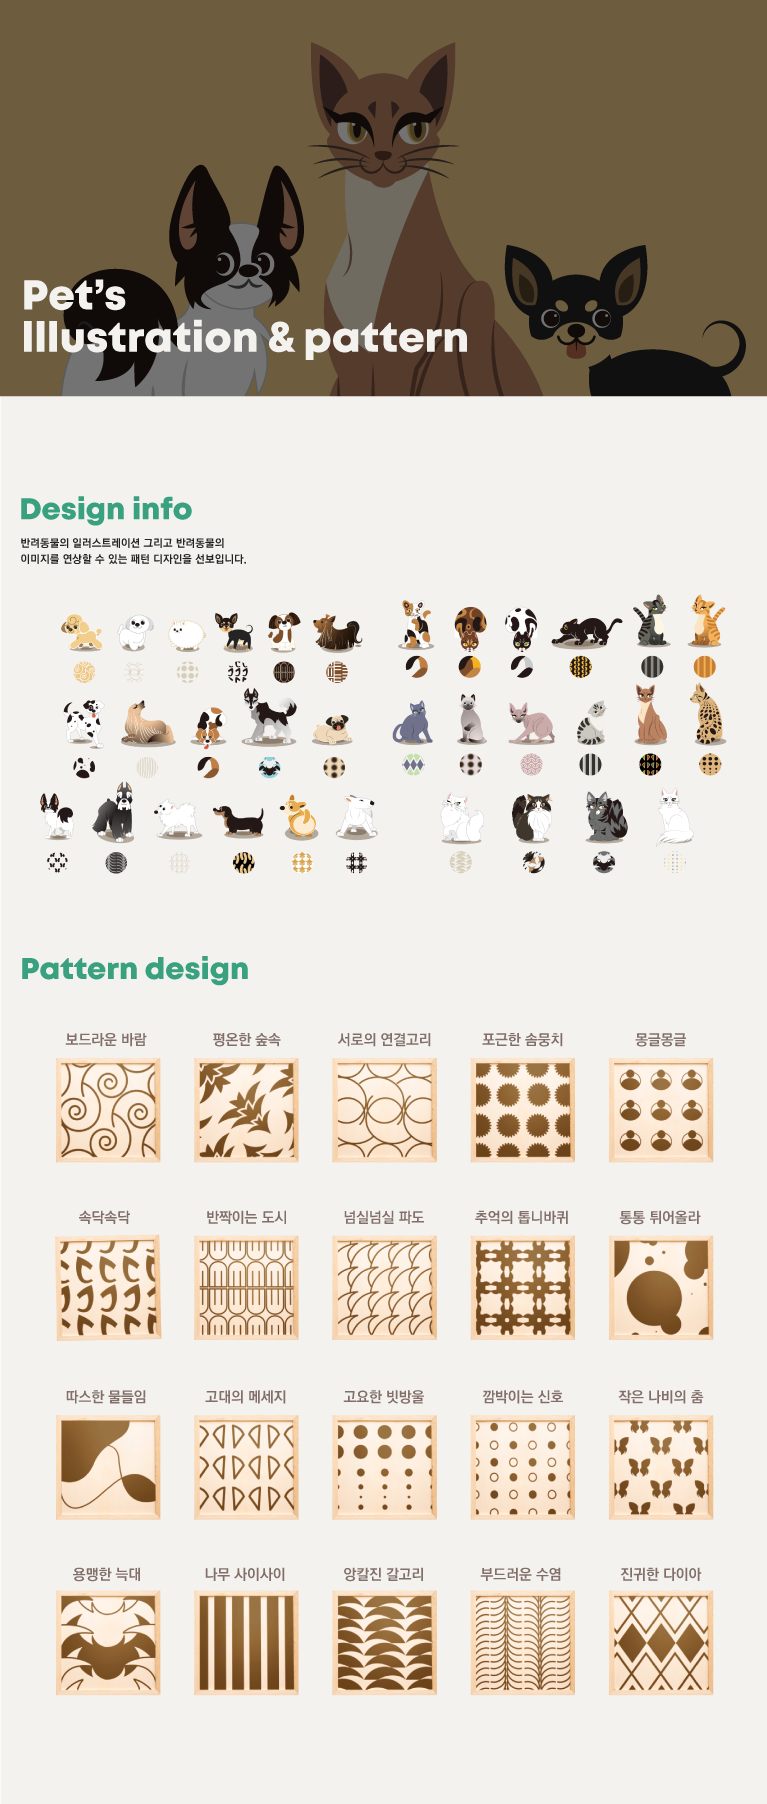 Pet's
Illustration & pattern
Design info
반려동물의 일러스트레이션 그리고 반려동물의
이미지를 연상할 수 있는 패턴 디자인을 선보입니다.
Pattern design
보드라운 바람
평온한 숲속
서로의 연결고리
포근한 솜뭉치
몽글몽글
속닥속닥
반짝이는 도시
넘실넘실 파도
추억의 톱니바퀴
통통 튀어올라
따스한 물들임
고대의 메세지
고요한 빗방울
깜박이는 신호
작은 나비의 춤
용맹한 늑대
나무 사이사이
앙칼진 갈고리
부드러운 수염
진귀한 다이아